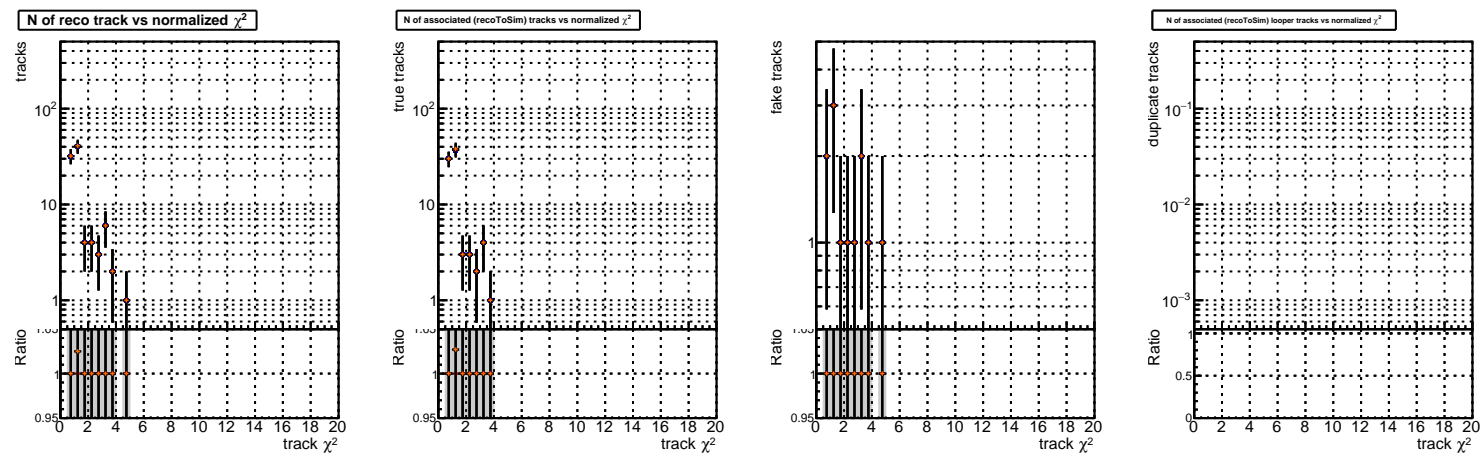 N of reco track vs normalized χ²
tracks
10²
10
1
Ratio
1.05
1
0.95
0 2 4 6 8 10 12 14 16 18 20
track χ²
N of associated (recoToSim) tracks vs normalized χ²
true tracks
10²
10
1
Ratio
1.05
1
0.95
0 2 4 6 8 10 12 14 16 18 20
track χ²
fake tracks
1
Ratio
1.05
1
0.95
0 2 4 6 8 10 12 14 16 18 20
track χ²
N of associated (recoToSim) looper tracks vs normalized χ²
duplicate tracks
10⁻¹
10⁻²
10⁻³
Ratio
1
0.5
0
0 2 4 6 8 10 12 14 16 18 20
track χ²